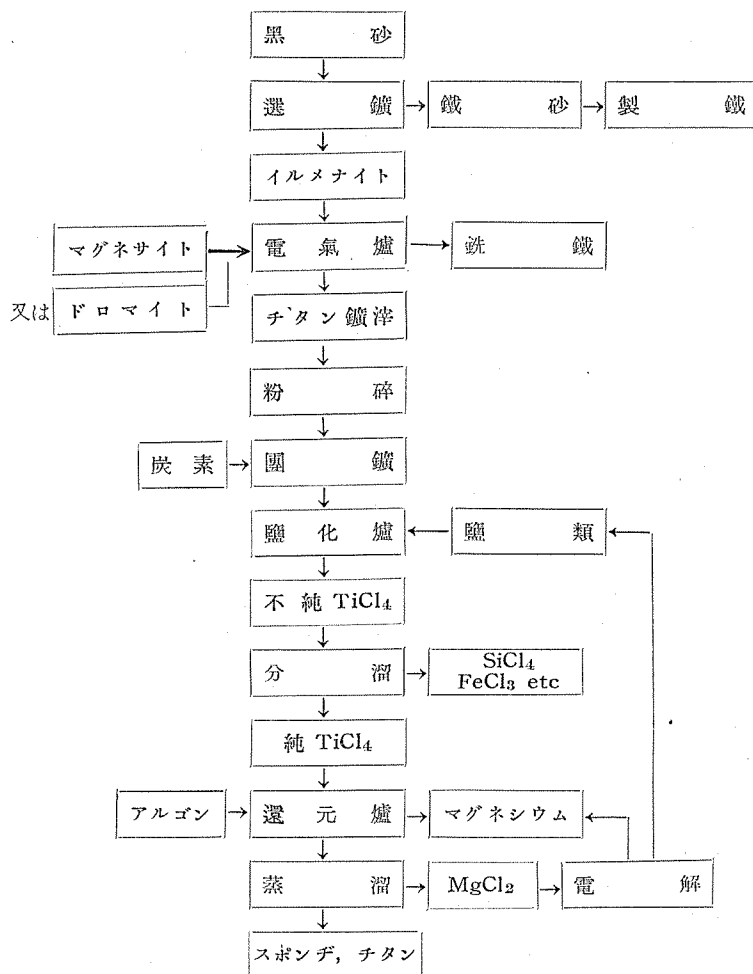 黑砂
選鑛 鐵砂 製鐵
イルメナイト
マグネサイト 電氣爐 銑鐵
又は ドロマイト チタン鑛滓
粉碎
炭素 團鑛
鹽化爐 鹽類
不純 TiCl₄
分溜 SiCl₄
FeCl₃ etc
純 TiCl₄
アルゴン 還元爐 マグネシウム
蒸溜 MgCl₂ 電解
スポンヂ, チタン